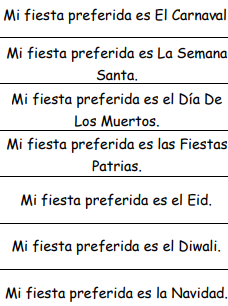 Mi fiesta preferida es El Carnaval
Mi fiesta preferida es La Semana
Santa.
Mi fiesta preferida es el Día De
Los Muertos.
Mi fiesta preferida es las Fiestas
Patrias.
Mi fiesta preferida es el Eid.
Mi fiesta preferida es el Diwali.
Mi fiesta preferida es la Navidad.